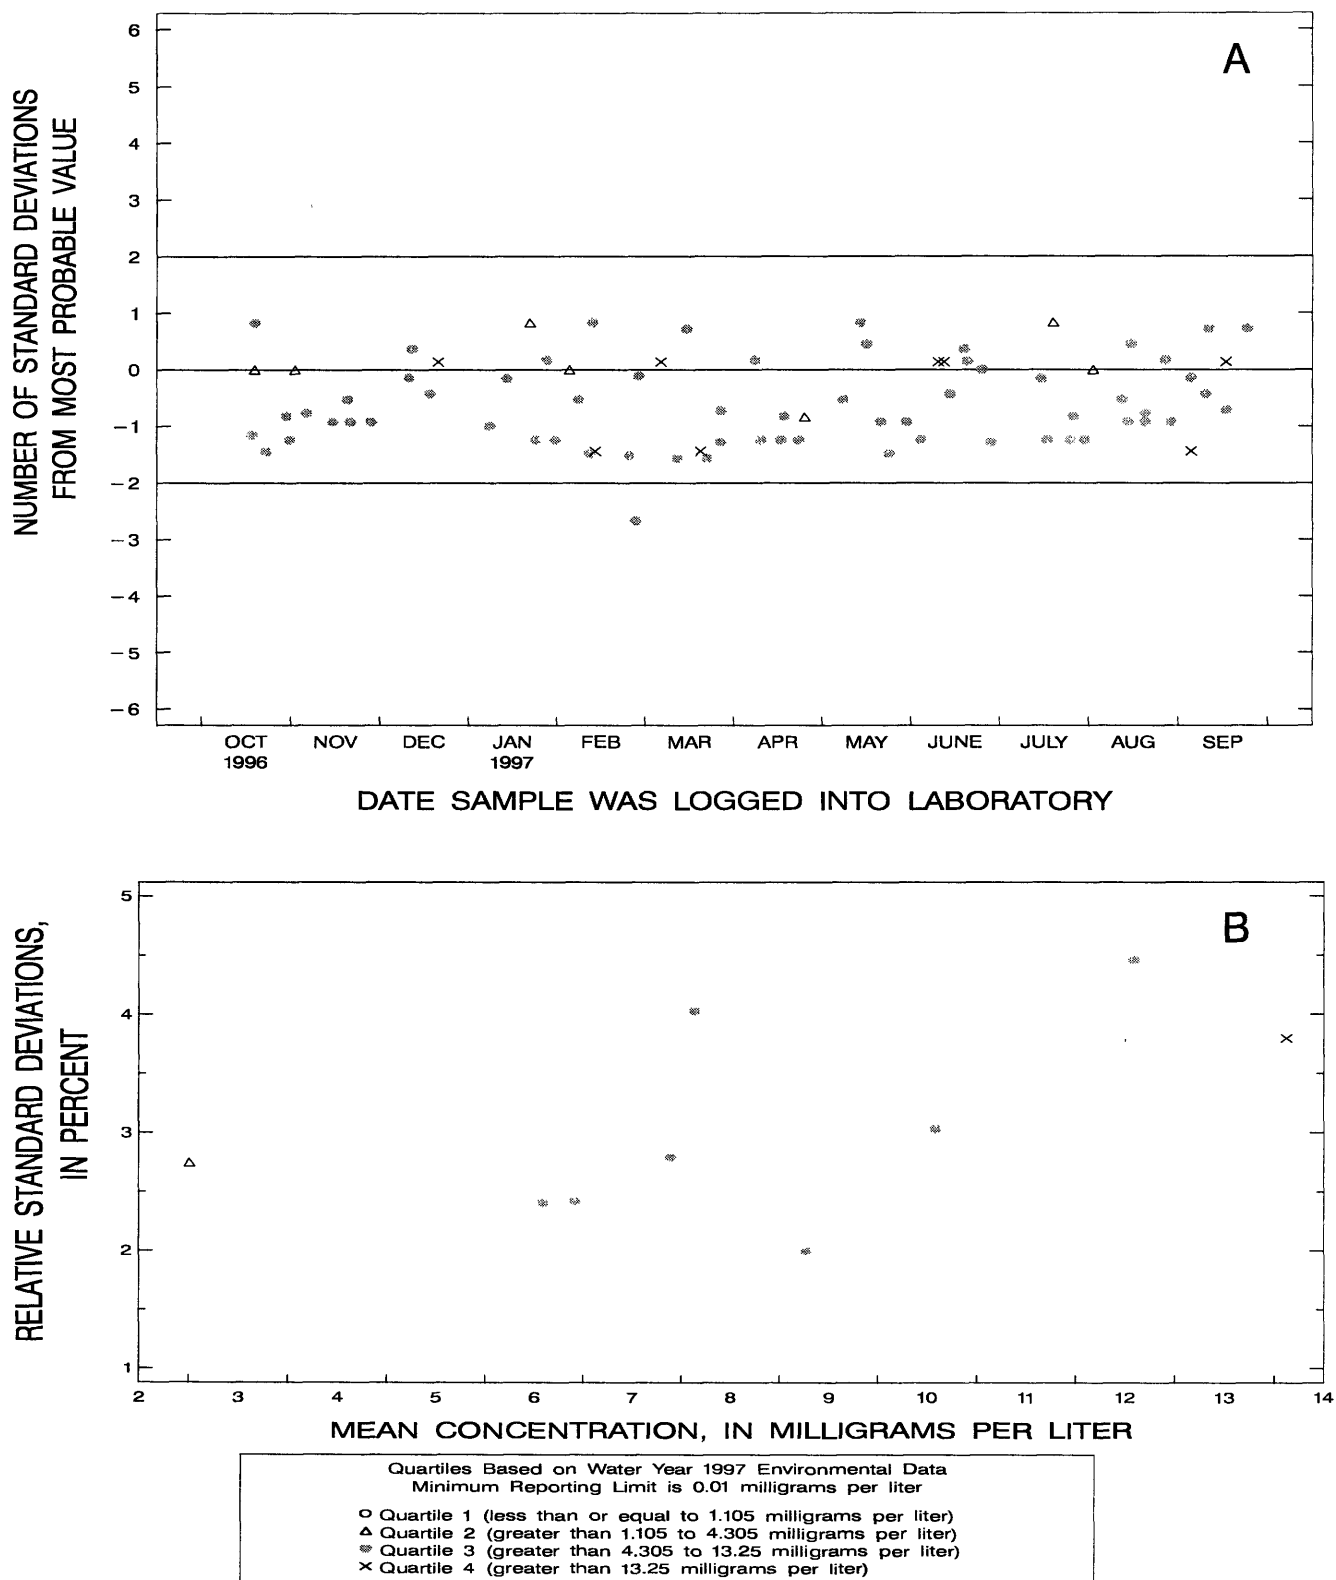 A
NUMBER OF STANDARD DEVIATIONS
FROM MOST PROBABLE VALUE
6
5
4
3
2
1
0
−1
−2
−3
−4
−5
−6
OCT NOV DEC JAN FEB MAR APR MAY JUNE JULY AUG SEP
1996 1997
DATE SAMPLE WAS LOGGED INTO LABORATORY
B
RELATIVE STANDARD DEVIATIONS,
IN PERCENT
5
4
3
2
1
2 3 4 5 6 7 8 9 10 11 12 13 14
MEAN CONCENTRATION, IN MILLIGRAMS PER LITER
Quartiles Based on Water Year 1997 Environmental Data
Minimum Reporting Limit is 0.01 milligrams per liter
Quartile 1 (less than or equal to 1.105 milligrams per liter)
Quartile 2 (greater than 1.105 to 4.305 milligrams per liter)
Quartile 3 (greater than 4.305 to 13.25 milligrams per liter)
Quartile 4 (greater than 13.25 milligrams per liter)